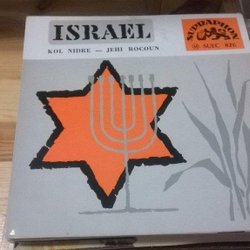 ISRAEL
KOL NIDRE — JEHI ROCOUN
SUPRAPHON
SUEC 826